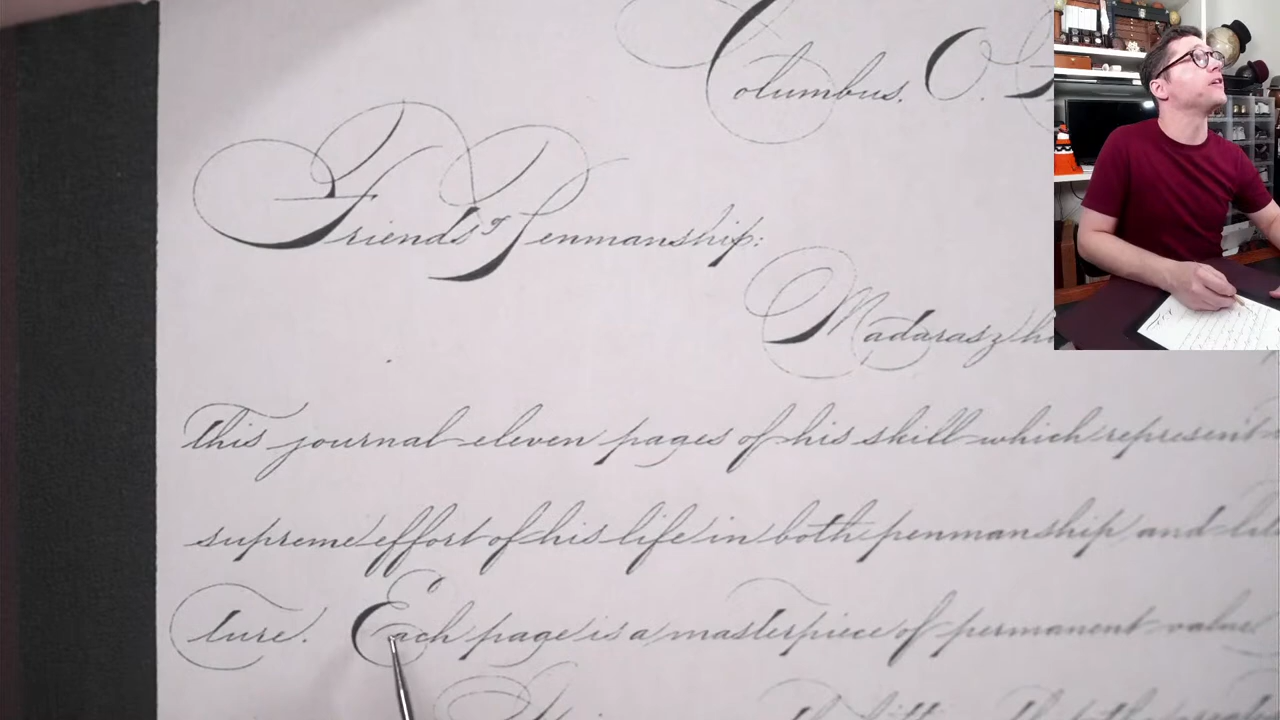 Columbus, O.
Friends of Penmanship:
Madarasz
this journal eleven pages of his skill which represent
supreme effort of his life in both penmanship and
ture. Each page is a masterpiece of permanent value